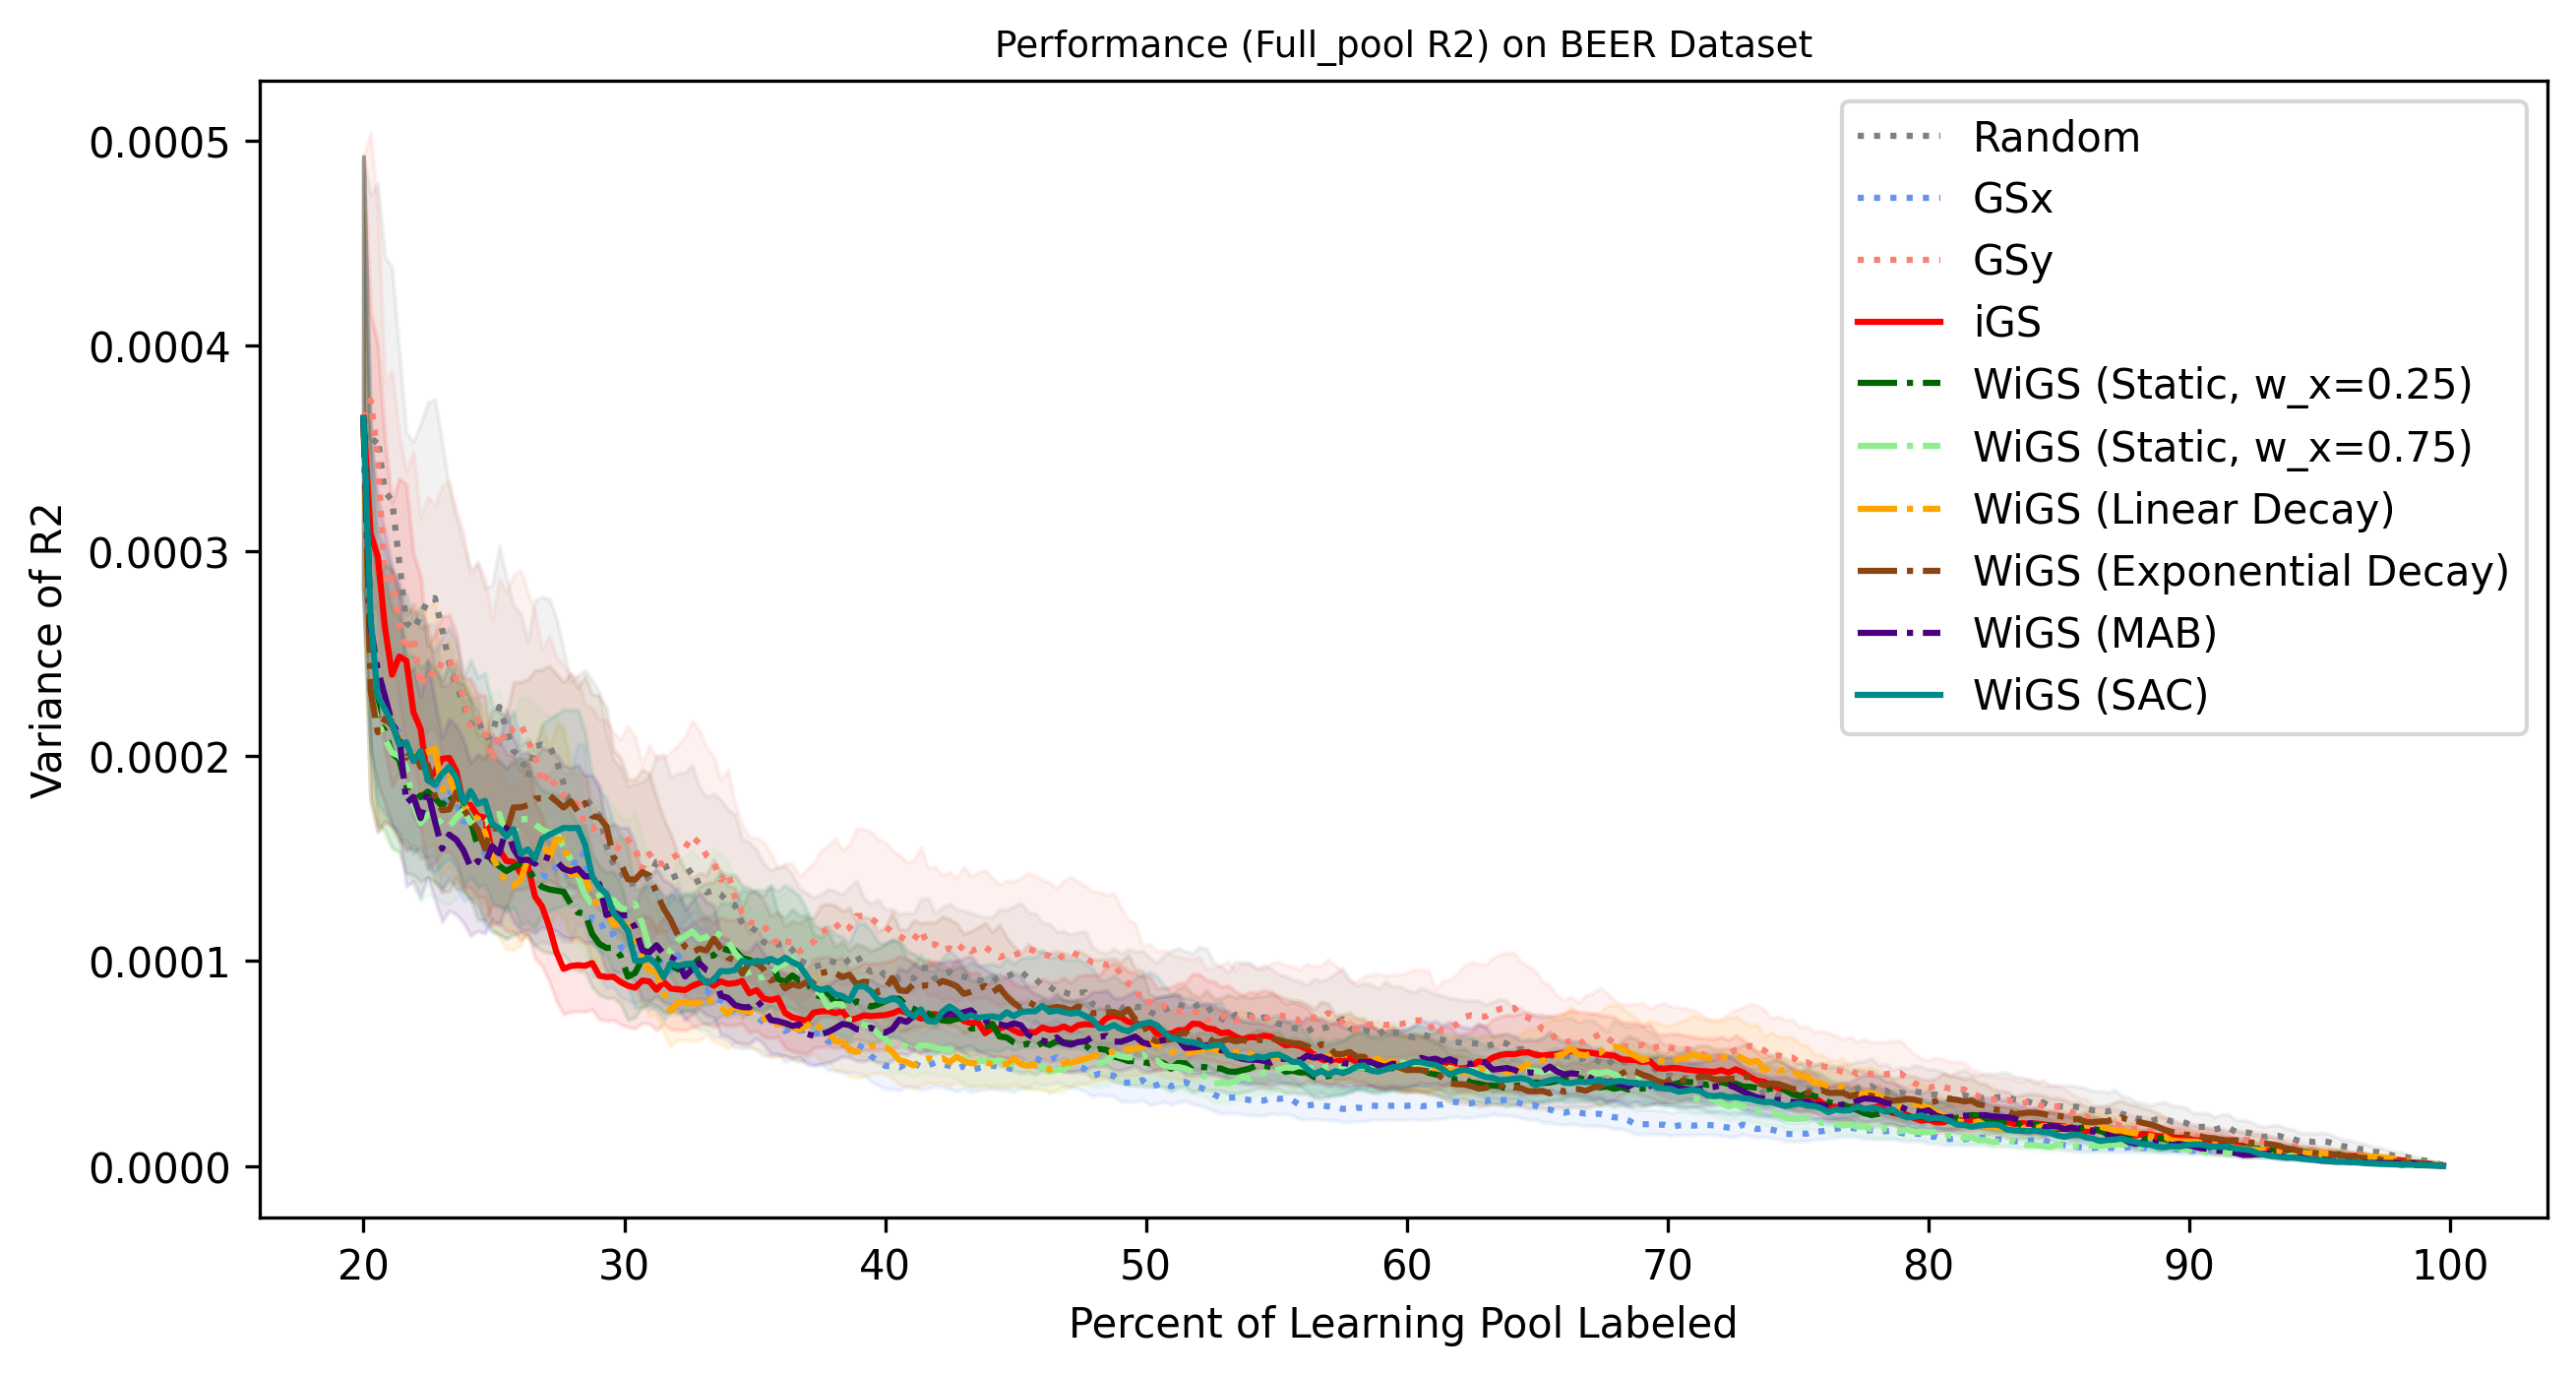 Performance (Full_pool R2) on BEER Dataset
Variance of R2
0.0005
0.0004
0.0003
0.0002
0.0001
0.0000
20 30 40 50 60 70 80 90 100
Percent of Learning Pool Labeled
Random
GSx
GSy
iGS
WiGS (Static, w_x=0.25)
WiGS (Static, w_x=0.75)
WiGS (Linear Decay)
WiGS (Exponential Decay)
WiGS (MAB)
WiGS (SAC)